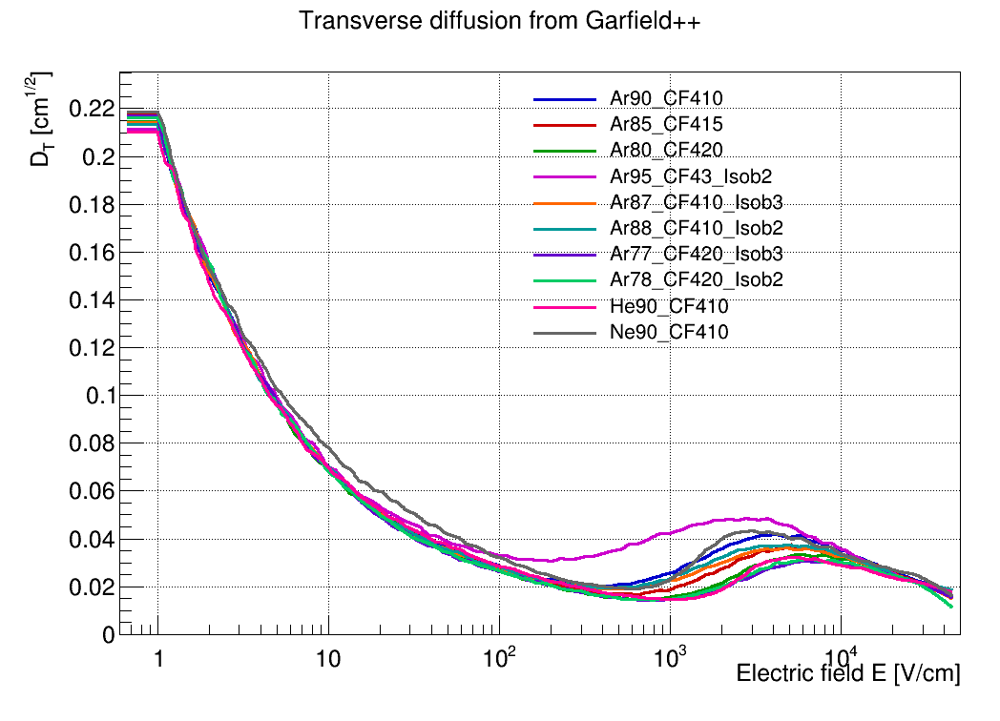 Transverse diffusion from Garfield++
D_T [cm^1/2]
0.22
0.2
0.18
0.16
0.14
0.12
0.1
0.08
0.06
0.04
0.02
0
Ar90_CF410
Ar85_CF415
Ar80_CF420
Ar95_CF43_Isob2
Ar87_CF410_Isob3
Ar88_CF410_Isob2
Ar77_CF420_Isob3
Ar78_CF420_Isob2
He90_CF410
Ne90_CF410
1 10 10^2 10^3 10^4
Electric field E [V/cm]